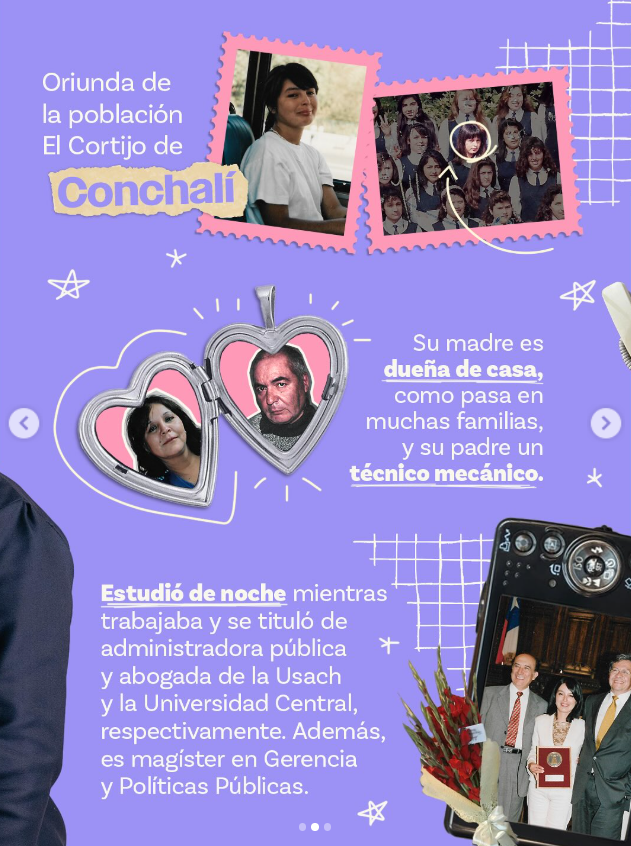 Oriunda de
la población
El Cortijo de
Conchalí
Su madre es
dueña de casa,
como pasa en
muchas familias,
y su padre un
técnico mecánico.
Estudió de noche mientras
trabajaba y se tituló de
administradora pública
y abogada de la Usach
y la Universidad Central,
respectivamente. Además,
es magíster en Gerencia
y Políticas Públicas.